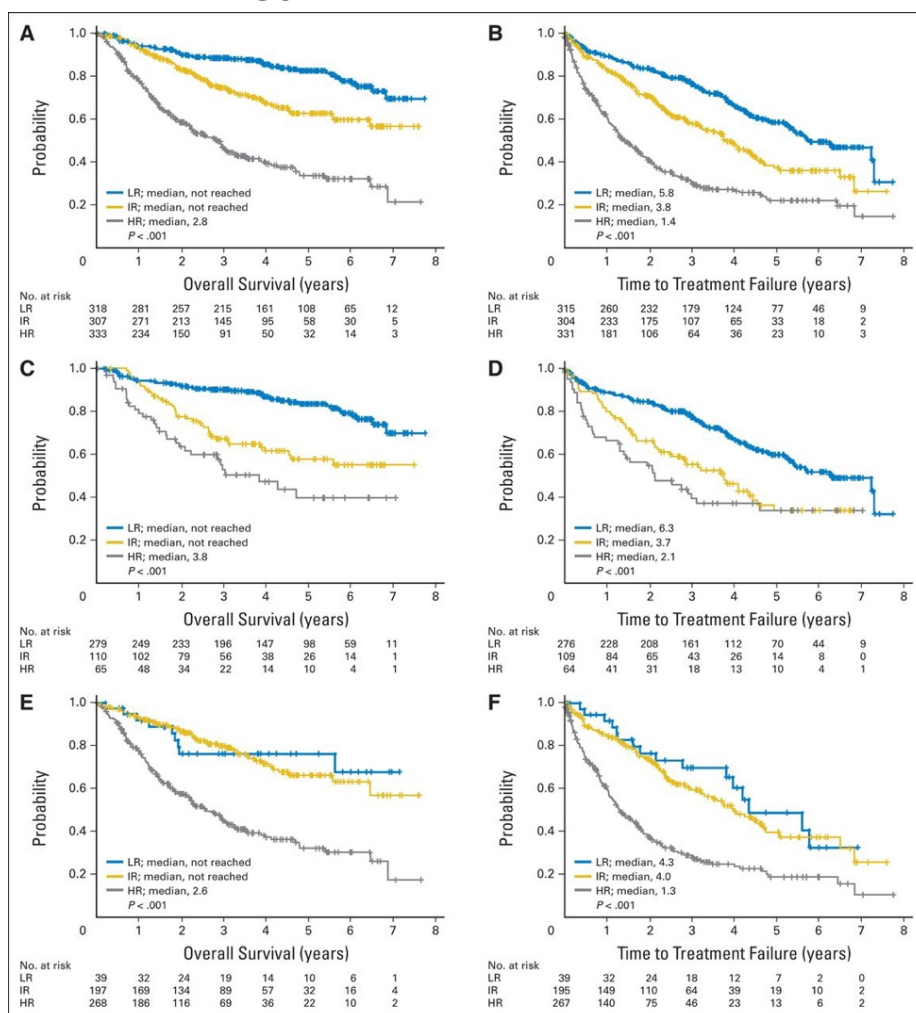 A
1.0
0.8
0.6
0.4
0.2
0
Probability
LR; median, not reached
IR; median, not reached
HR; median, 2.8
P < .001
1 2 3 4 5 6 7 8
Overall Survival (years)
No. at risk
LR 318 281 257 215 161 108 65 12
IR 307 271 213 145 95 58 30 5
HR 333 234 150 91 50 32 14 3
B
1.0
0.8
0.6
0.4
0.2
0
Probability
LR; median, 5.8
IR; median, 3.8
HR; median, 1.4
P < .001
1 2 3 4 5 6 7 8
Time to Treatment Failure (years)
No. at risk
LR 315 260 232 179 124 77 46 9
IR 304 233 175 107 65 33 18 2
HR 331 181 106 64 36 23 10 3
C
1.0
0.8
0.6
0.4
0.2
0
Probability
LR; median, not reached
IR; median, not reached
HR; median, 3.8
P < .001
1 2 3 4 5 6 7 8
Overall Survival (years)
No. at risk
LR 279 249 233 196 147 98 59 11
IR 110 102 79 56 38 26 14 1
HR 65 48 34 22 14 10 4 1
D
1.0
0.8
0.6
0.4
0.2
0
Probability
LR; median, 6.3
IR; median, 3.7
HR; median, 2.1
P < .001
1 2 3 4 5 6 7 8
Time to Treatment Failure (years)
No. at risk
LR 276 228 208 161 112 70 44 9
IR 109 84 65 43 26 14 8 0
HR 64 41 31 18 13 10 4 1
E
1.0
0.8
0.6
0.4
0.2
0
Probability
LR; median, not reached
IR; median, not reached
HR; median, 2.6
P < .001
1 2 3 4 5 6 7 8
Overall Survival (years)
No. at risk
LR 39 32 24 19 14 10 6 1
IR 197 169 134 89 57 32 16 4
HR 268 186 116 69 36 22 10 2
F
1.0
0.8
0.6
0.4
0.2
0
Probability
LR; median, 4.3
IR; median, 4.0
HR; median, 1.3
P < .001
1 2 3 4 5 6 7 8
Time to Treatment Failure (years)
No. at risk
LR 39 32 24 18 12 7 2 0
IR 195 149 110 64 39 19 10 2
HR 267 140 75 46 23 13 6 2